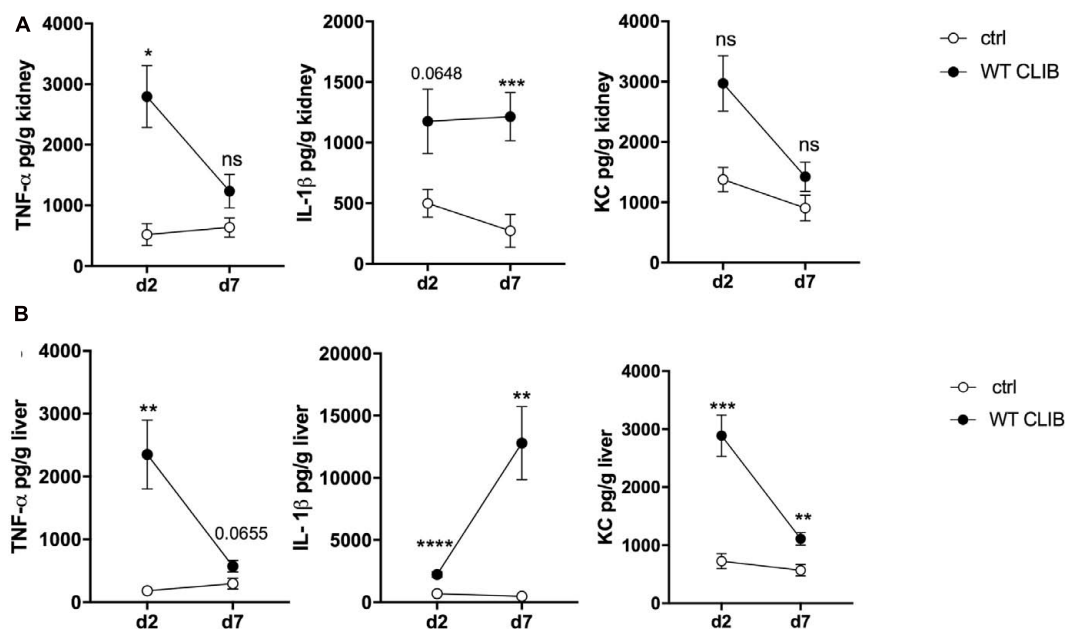 A
TNF-α pg/g kidney
4000
3000
2000
1000
0
*
ns
d2
d7
IL-1β pg/g kidney
2000
1500
1000
500
0
0.0648
***
d2
d7
KC pg/g kidney
4000
3000
2000
1000
0
ns
ns
d2
d7
ctrl
WT CLIB
B
TNF-α pg/g liver
4000
3000
2000
1000
0
**
0.0655
d2
d7
IL- 1β pg/g liver
20000
15000
10000
5000
0
****
**
d2
d7
KC pg/g liver
4000
3000
2000
1000
0
***
**
d2
d7
ctrl
WT CLIB